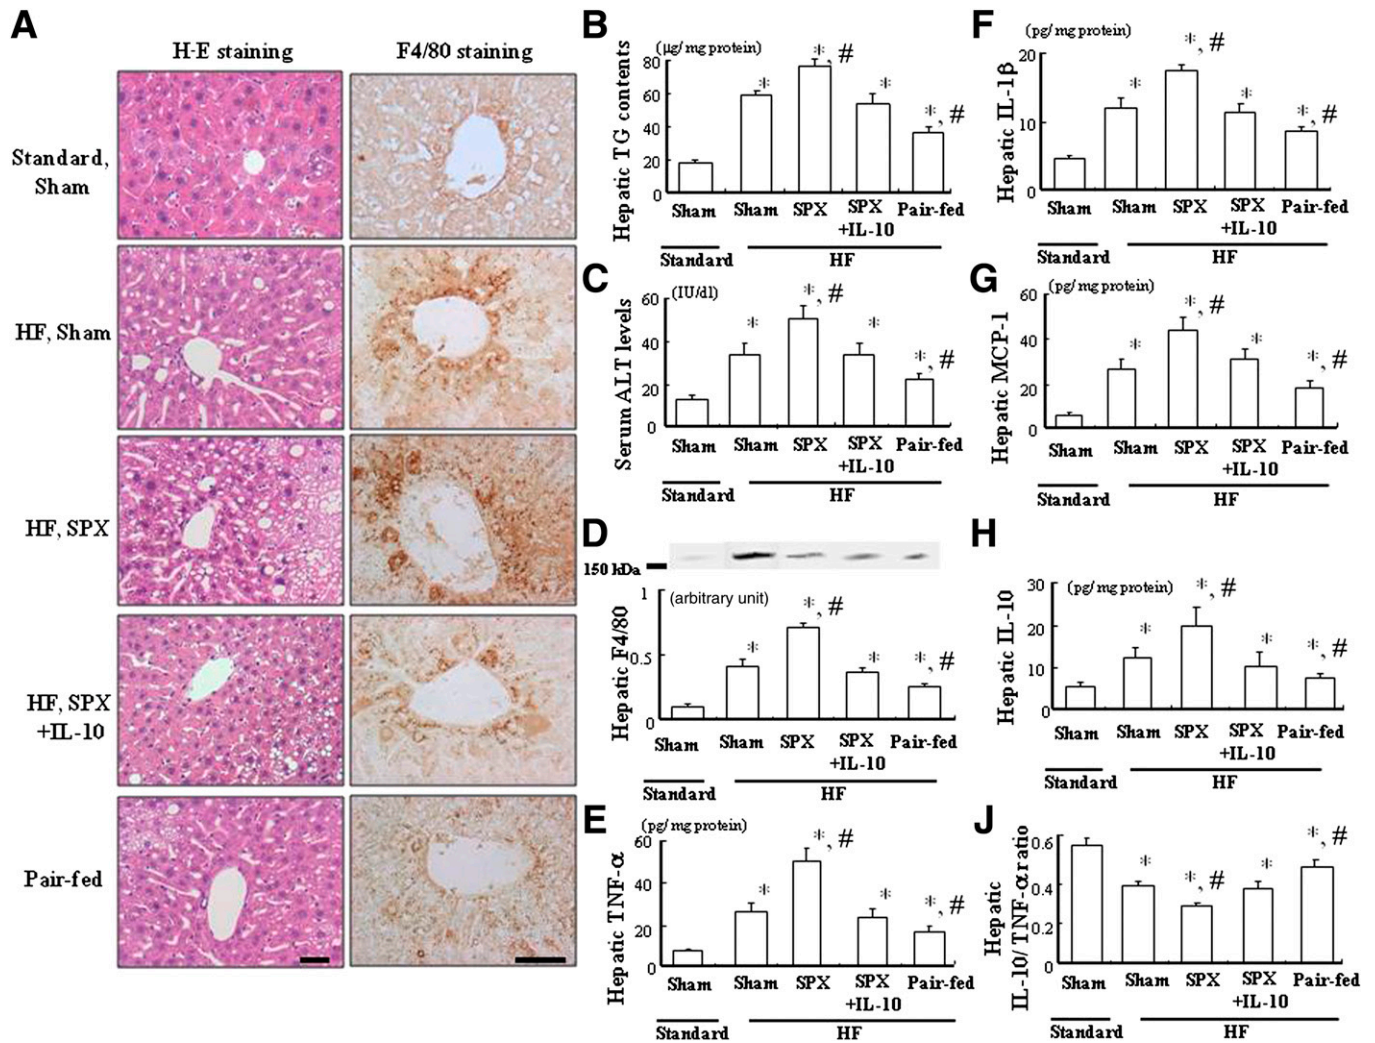 A
H-E staining
F4/80 staining
Standard,
Sham
HF, Sham
HF, SPX
HF, SPX
+IL-10
Pair-fed
B
(μg/mg protein)
Hepatic TG contents
80
60
40
20
0
*
*, #
*
*, #
Sham
Sham
SPX
SPX
+IL-10
Pair-fed
Standard
HF
C
(IU/dl)
Serum ALT levels
60
40
20
0
*
*, #
*
*, #
Sham
Sham
SPX
SPX
+IL-10
Pair-fed
Standard
HF
D
150 kDa
(arbitrary unit)
Hepatic F4/80
1
0.5
0
*
*, #
*
*, #
Sham
Sham
SPX
SPX
+IL-10
Pair-fed
Standard
HF
E
(pg/mg protein)
Hepatic TNF-α
60
40
20
0
*
*, #
*
*, #
Sham
Sham
SPX
SPX
+IL-10
Pair-fed
Standard
HF
F
(pg/mg protein)
Hepatic IL-1β
20
10
0
*
*, #
*
*, #
Sham
Sham
SPX
SPX
+IL-10
Pair-fed
Standard
HF
G
(pg/mg protein)
Hepatic MCP-1
60
40
20
0
*
*, #
*
*, #
Sham
Sham
SPX
SPX
+IL-10
Pair-fed
Standard
HF
H
(pg/mg protein)
Hepatic IL-10
30
20
10
0
*
*, #
*
*, #
Sham
Sham
SPX
SPX
+IL-10
Pair-fed
Standard
HF
J
Hepatic
IL-10/TNF-α ratio
0.6
0.4
0.2
0
*
*, #
*
*, #
Sham
Sham
SPX
SPX
+IL-10
Pair-fed
Standard
HF